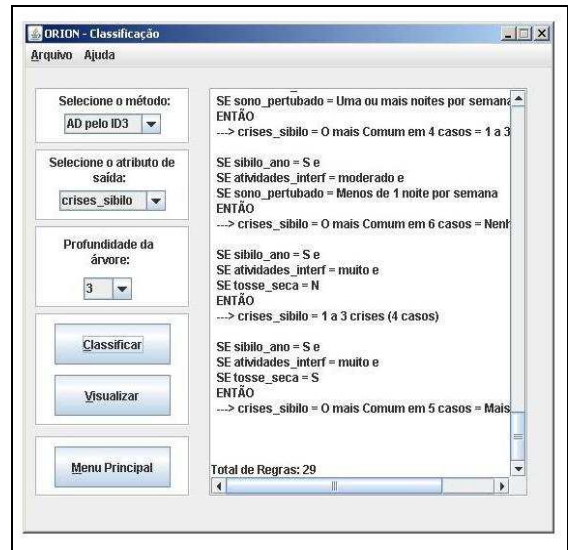 ORION - Classificação
Arquivo Ajuda
Selecione o método:
AD pelo ID3
Selecione o atributo de
saída:
crises_sibilo
Profundidade da
árvore:
3
Classificar
Visualizar
Menu Principal
SE sono_pertubado = Uma ou mais noites por semana
ENTÃO
---> crises_sibilo = O mais Comum em 4 casos = 1 a 3
SE sibilo_ano = S e
SE atividades_interf = moderado e
SE sono_pertubado = Menos de 1 noite por semana
ENTÃO
---> crises_sibilo = O mais Comum em 6 casos = Nenh
SE sibilo_ano = S e
SE atividades_interf = muito e
SE tosse_seca = N
ENTÃO
---> crises_sibilo = 1 a 3 crises (4 casos)
SE sibilo_ano = S e
SE atividades_interf = muito e
SE tosse_seca = S
ENTÃO
---> crises_sibilo = O mais Comum em 5 casos = Mais
Total de Regras: 29